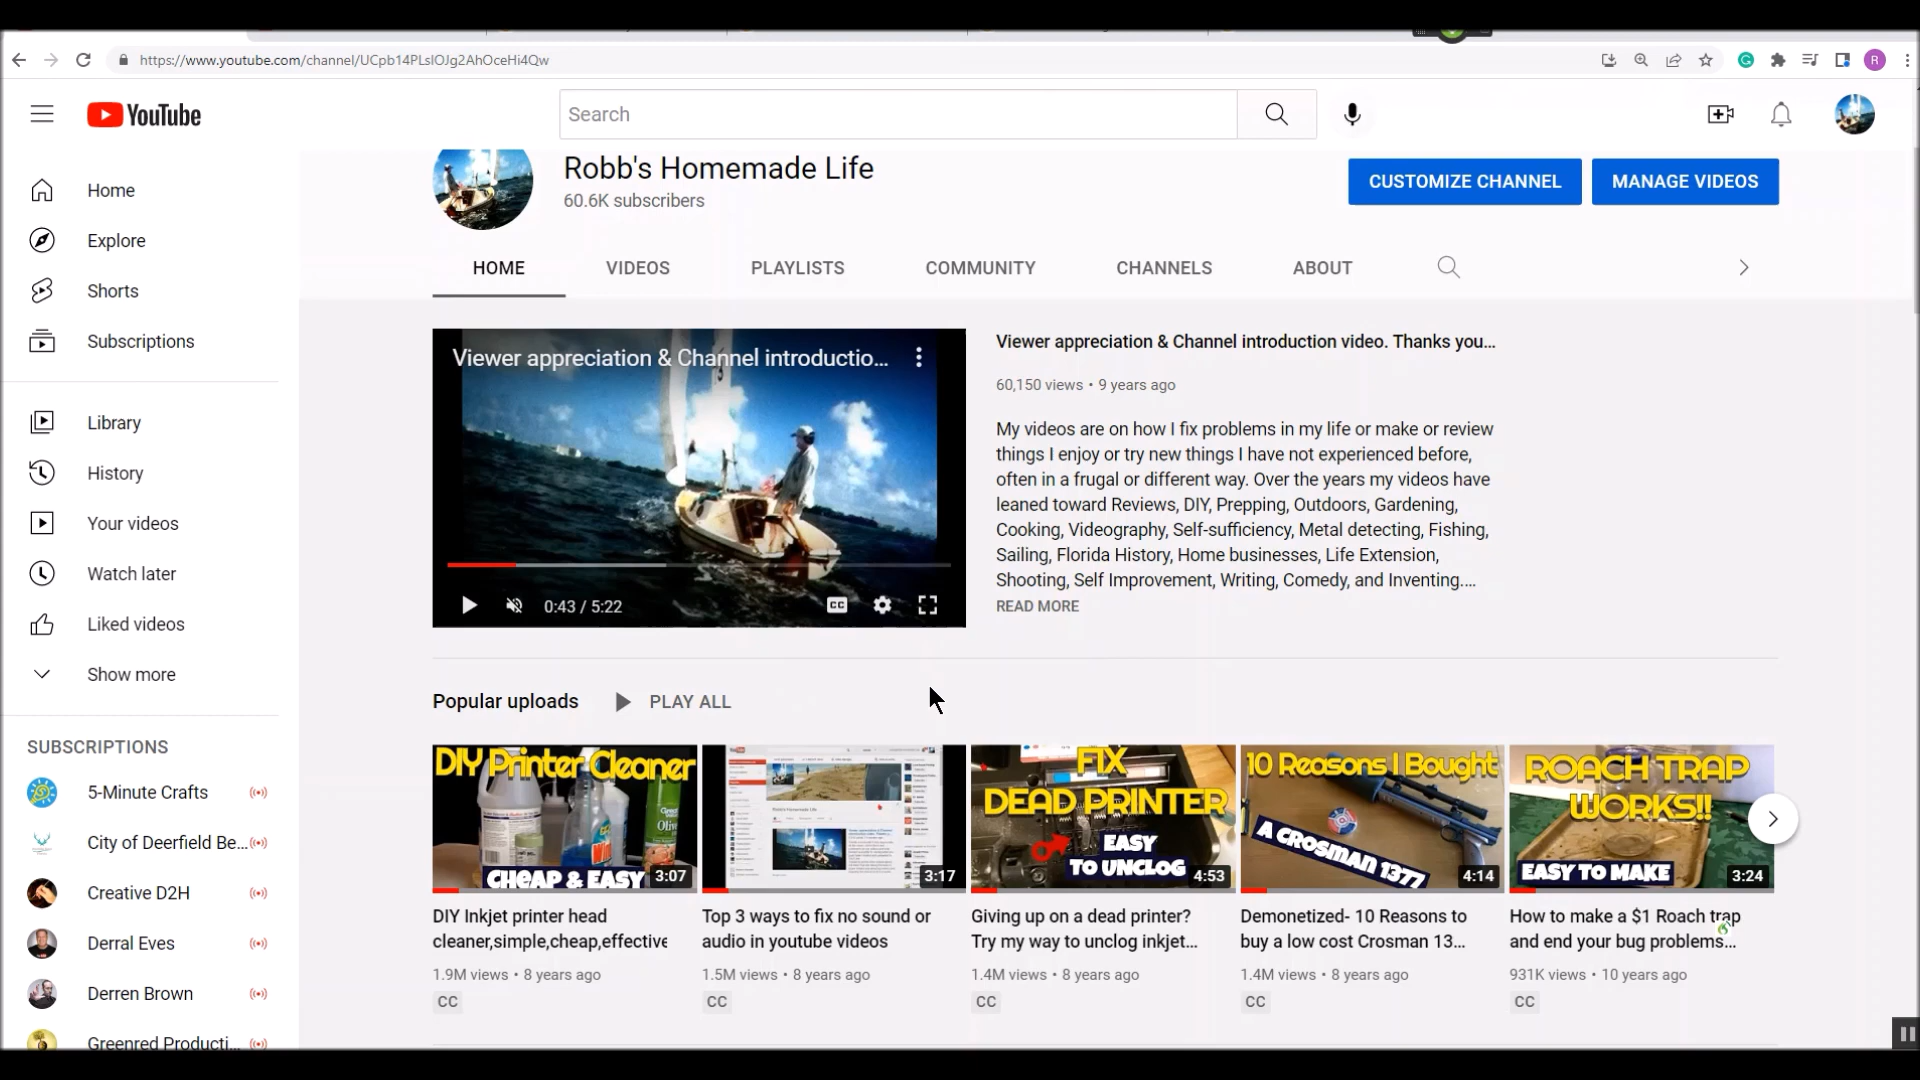 https://www.youtube.com/channel/UCpb14PLsIOJg2AhOceHi4Qw
R
YouTube
Search
Robb's Homemade Life
60.6K subscribers
CUSTOMIZE CHANNEL
MANAGE VIDEOS
Home
Explore
Shorts
Subscriptions
Library
History
Your videos
Watch later
Liked videos
Show more
SUBSCRIPTIONS
5-Minute Crafts
City of Deerfield Be...
Creative D2H
Derral Eves
Derren Brown
Greenred Producti...
HOME
VIDEOS
PLAYLISTS
COMMUNITY
CHANNELS
ABOUT
Viewer appreciation & Channel introductio...
0:43 / 5:22
CC
Viewer appreciation & Channel introduction video. Thanks you...
60,150 views • 9 years ago
My videos are on how I fix problems in my life or make or review
things I enjoy or try new things I have not experienced before,
often in a frugal or different way. Over the years my videos have
leaned toward Reviews, DIY, Prepping, Outdoors, Gardening,
Cooking, Videography, Self-sufficiency, Metal detecting, Fishing,
Sailing, Florida History, Home businesses, Life Extension,
Shooting, Self Improvement, Writing, Comedy, and Inventing....
READ MORE
Popular uploads
PLAY ALL
DIY Printer Cleaner
CHEAP & EASY
3:07
DIY Inkjet printer head
cleaner,simple,cheap,effective
1.9M views • 8 years ago
CC
3:17
Top 3 ways to fix no sound or
audio in youtube videos
1.5M views • 8 years ago
CC
FIX
DEAD PRINTER
EASY
TO UNCLOG
4:53
Giving up on a dead printer?
Try my way to unclog inkjet...
1.4M views • 8 years ago
CC
10 Reasons I Bought
A CROSMAN 1377
4:14
Demonetized- 10 Reasons to
buy a low cost Crosman 13...
1.4M views • 8 years ago
CC
ROACH TRAP
WORKS!!
EASY TO MAKE
3:24
How to make a $1 Roach trap
and end your bug problems...
931K views • 10 years ago
CC